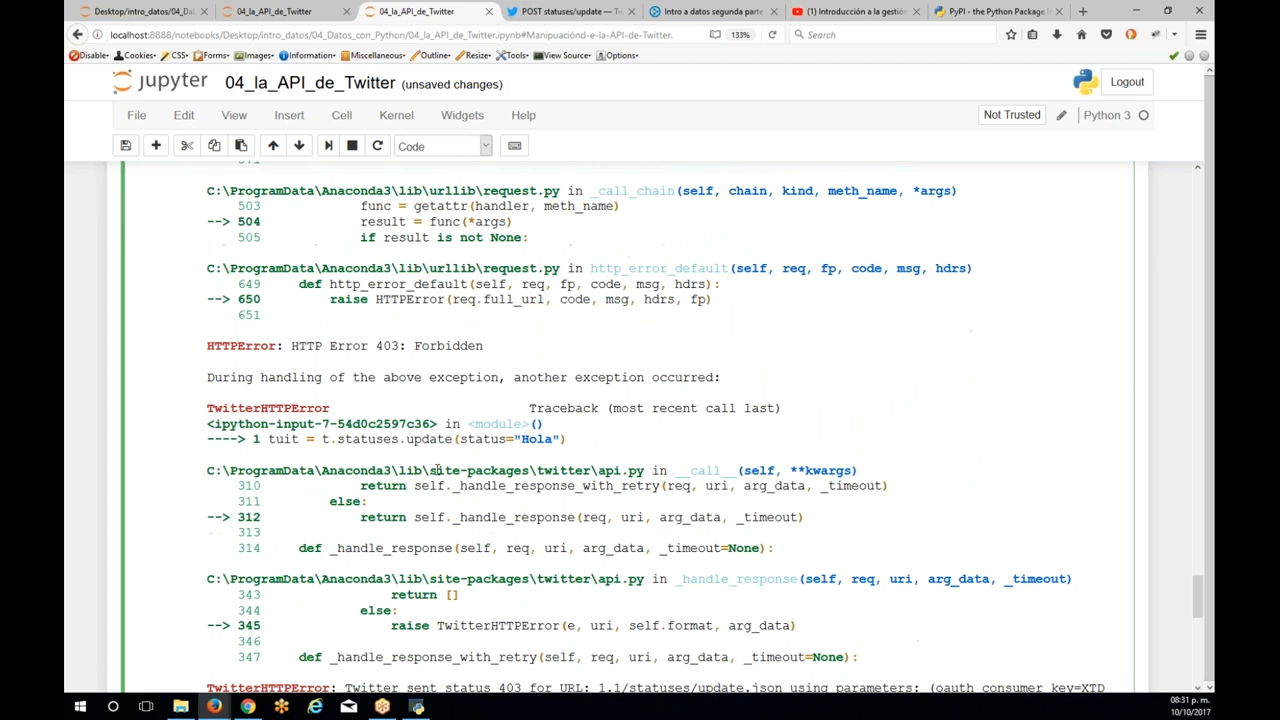 Desktop/intro_datos/04_Dat
04_la_API_de_Twitter
04_la_API_de_Twitter
POST statuses/update —
Intro a datos segunda parte
(1) Introducción a la gestió
PyPI - the Python Package I
localhost:8888/notebooks/Desktop/intro_datos/04_Datos_con_Python/04_la_API_de_Twitter.ipynb#Manipuaciónd-e-la-API-de-Twitter.
133%
Search
Disable
Cookies
CSS
Forms
Images
Information
Miscellaneous
Outline
Resize
Tools
View Source
Options
jupyter
04_la_API_de_Twitter (unsaved changes)
Logout
File Edit View Insert Cell Kernel Widgets Help
Not Trusted
Python 3
Code
C:\ProgramData\Anaconda3\lib\urllib\request.py in _call_chain(self, chain, kind, meth_name, *args)
503 func = getattr(handler, meth_name)
--> 504 result = func(*args)
505 if result is not None:
C:\ProgramData\Anaconda3\lib\urllib\request.py in http_error_default(self, req, fp, code, msg, hdrs)
649 def http_error_default(self, req, fp, code, msg, hdrs):
--> 650 raise HTTPError(req.full_url, code, msg, hdrs, fp)
651
HTTPError: HTTP Error 403: Forbidden
During handling of the above exception, another exception occurred:
TwitterHTTPError Traceback (most recent call last)
<ipython-input-7-54d0c2597c36> in <module>()
----> 1 tuit = t.statuses.update(status="Hola")
C:\ProgramData\Anaconda3\lib\site-packages\twitter\api.py in __call__(self, **kwargs)
310 return self._handle_response_with_retry(req, uri, arg_data, _timeout)
311 else:
--> 312 return self._handle_response(req, uri, arg_data, _timeout)
313
314 def _handle_response(self, req, uri, arg_data, _timeout=None):
C:\ProgramData\Anaconda3\lib\site-packages\twitter\api.py in _handle_response(self, req, uri, arg_data, _timeout)
343 return []
344 else:
--> 345 raise TwitterHTTPError(e, uri, self.format, arg_data)
346
347 def _handle_response_with_retry(self, req, uri, arg_data, _timeout=None):
TwitterHTTPError: Twitter sent status 403 for URL: 1.1/statuses/update.json using parameters: (oauth_consumer_key=XTD
08:31 p. m.
10/10/2017